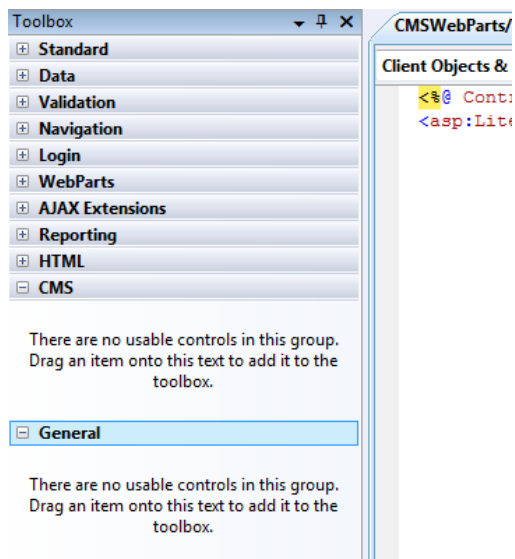 Toolbox
Standard
Data
Validation
Navigation
Login
WebParts
AJAX Extensions
Reporting
HTML
CMS
There are no usable controls in this group.
Drag an item onto this text to add it to the
toolbox.
General
There are no usable controls in this group.
Drag an item onto this text to add it to the
toolbox.
CMSWebParts/
Client Objects &
<%@ Contr
<asp:Lite